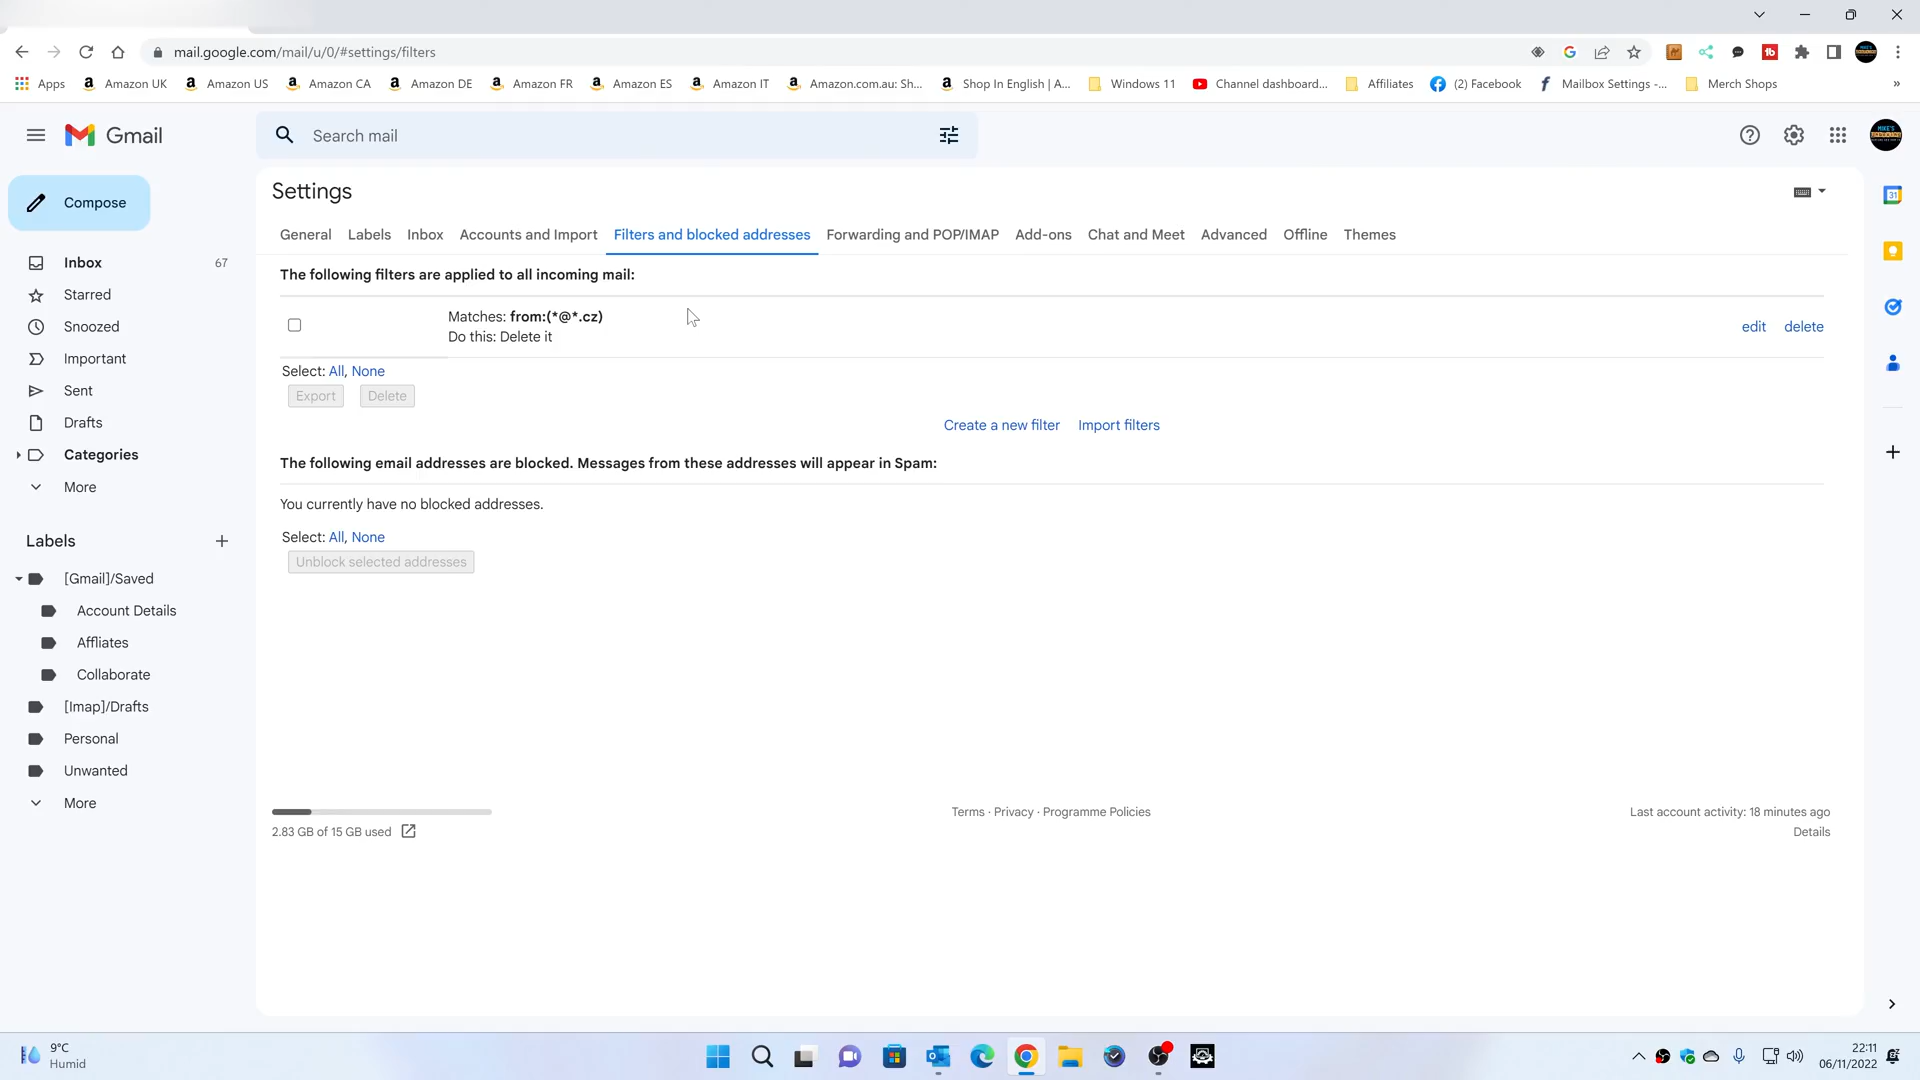 mail.google.com/mail/u/0/#settings/filters
Apps
Amazon UK
Amazon US
Amazon CA
Amazon DE
Amazon FR
Amazon ES
Amazon IT
Amazon.com.au: Sh...
Shop In English | A...
Windows 11
Channel dashboard...
Affiliates
(2) Facebook
Mailbox Settings -...
Merch Shops
»
Gmail
Search mail
Compose
Inbox 67
Starred
Snoozed
Important
Sent
Drafts
Categories
More
Labels
[Gmail]/Saved
Account Details
Affliates
Collaborate
[Imap]/Drafts
Personal
Unwanted
More
Settings
General
Labels
Inbox
Accounts and Import
Filters and blocked addresses
Forwarding and POP/IMAP
Add-ons
Chat and Meet
Advanced
Offline
Themes
The following filters are applied to all incoming mail:
Matches: from:(*@*.cz)
Do this: Delete it
edit
delete
Select: All, None
Export
Delete
Create a new filter
Import filters
The following email addresses are blocked. Messages from these addresses will appear in Spam:
You currently have no blocked addresses.
Select: All, None
Unblock selected addresses
2.83 GB of 15 GB used
Terms · Privacy · Programme Policies
Last account activity: 18 minutes ago
Details
31
9°C
Humid
22:11
06/11/2022